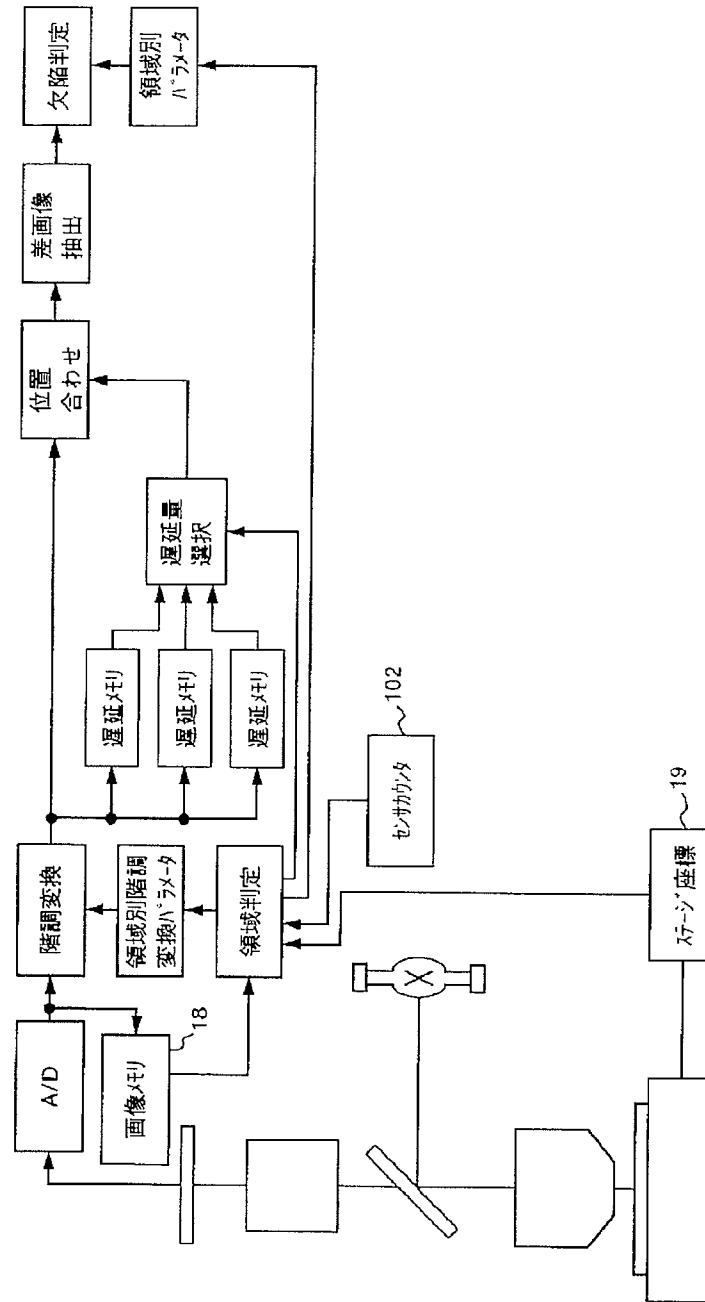 A/D
画像メモリ
18
階調変換
領域別階調
変換パラメータ
領域判定
遅延メモリ
遅延メモリ
遅延メモリ
遅延量
選択
位置
合わせ
差画像
抽出
欠陥判定
領域別
パラメータ
センサカウンタ
102
ステージ座標
19